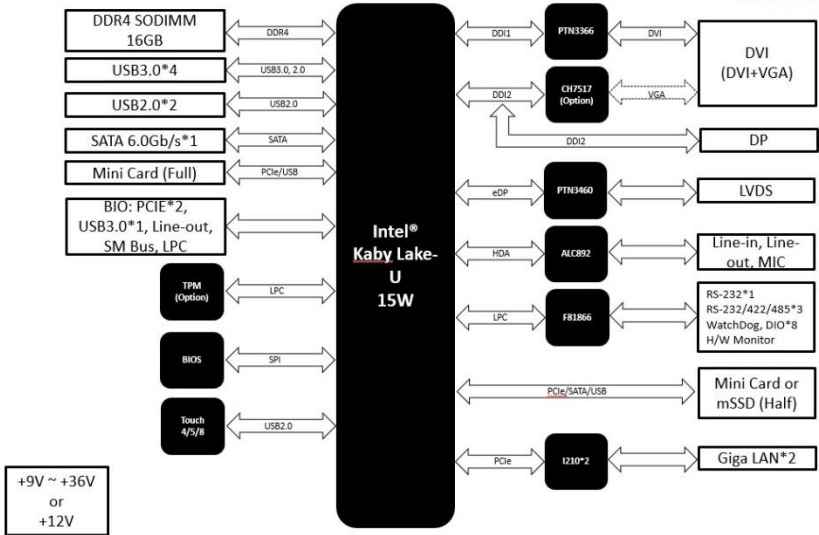 DDR4 SODIMM
16GB
DDR4
USB3.0*4
USB3.0, 2.0
USB2.0*2
USB2.0
SATA 6.0Gb/s*1
SATA
Mini Card (Full)
PCIe/USB
BIO: PCIE*2,
USB3.0*1, Line-out,
SM Bus, LPC
TPM
(Option)
LPC
BIOS
SPI
Touch
4/5/8
USB2.0
+9V ~ +36V
or
+12V
Intel®
Kaby Lake-
U
15W
DDI1
PTN3366
DVI
DVI
(DVI+VGA)
DDI2
CH7517
(Option)
VGA
DDI2
DP
eDP
PTN3460
LVDS
HDA
ALC892
Line-in, Line-
out, MIC
LPC
F81866
RS-232*1
RS-232/422/485*3
WatchDog, DIO*8
H/W Monitor
PCIe/SATA/USB
Mini Card or
mSSD (Half)
PCIe
I210*2
Giga LAN*2